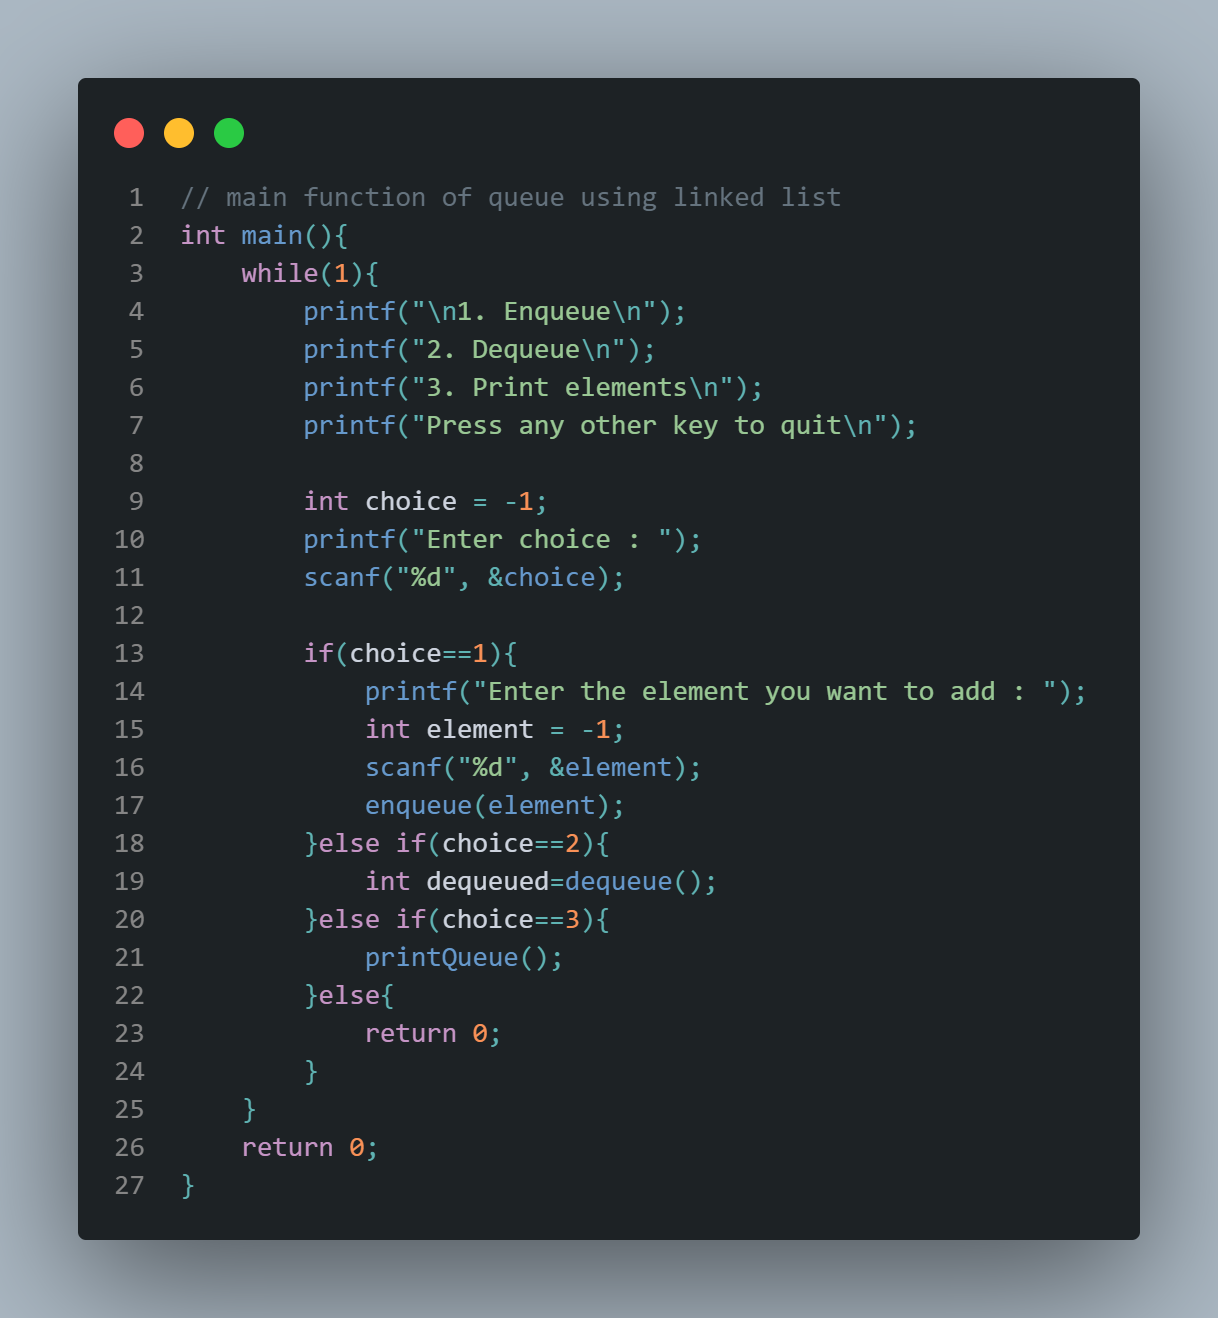 1 // main function of queue using linked list
2 int main(){
3     while(1){
4         printf("\n1. Enqueue\n");
5         printf("2. Dequeue\n");
6         printf("3. Print elements\n");
7         printf("Press any other key to quit\n");
8
9         int choice = -1;
10         printf("Enter choice : ");
11         scanf("%d", &choice);
12
13         if(choice==1){
14             printf("Enter the element you want to add : ");
15             int element = -1;
16             scanf("%d", &element);
17             enqueue(element);
18         }else if(choice==2){
19             int dequeued=dequeue();
20         }else if(choice==3){
21             printQueue();
22         }else{
23             return 0;
24         }
25     }
26     return 0;
27 }